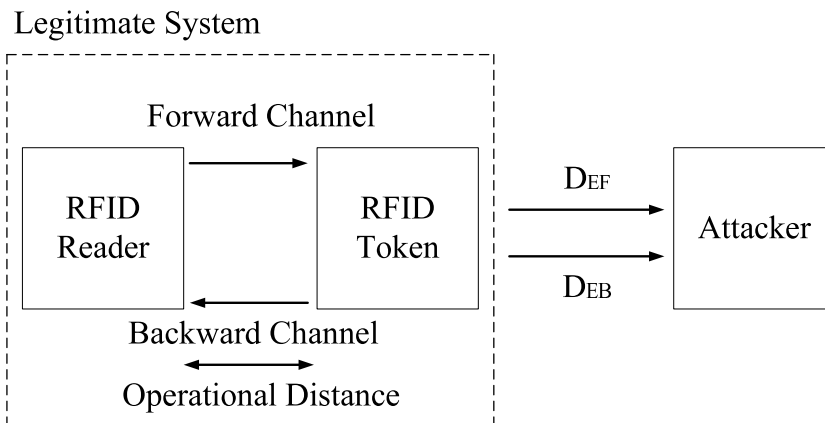 Legitimate System
Forward Channel
RFID
Reader
RFID
Token
DEF
DEB
Attacker
Backward Channel
Operational Distance